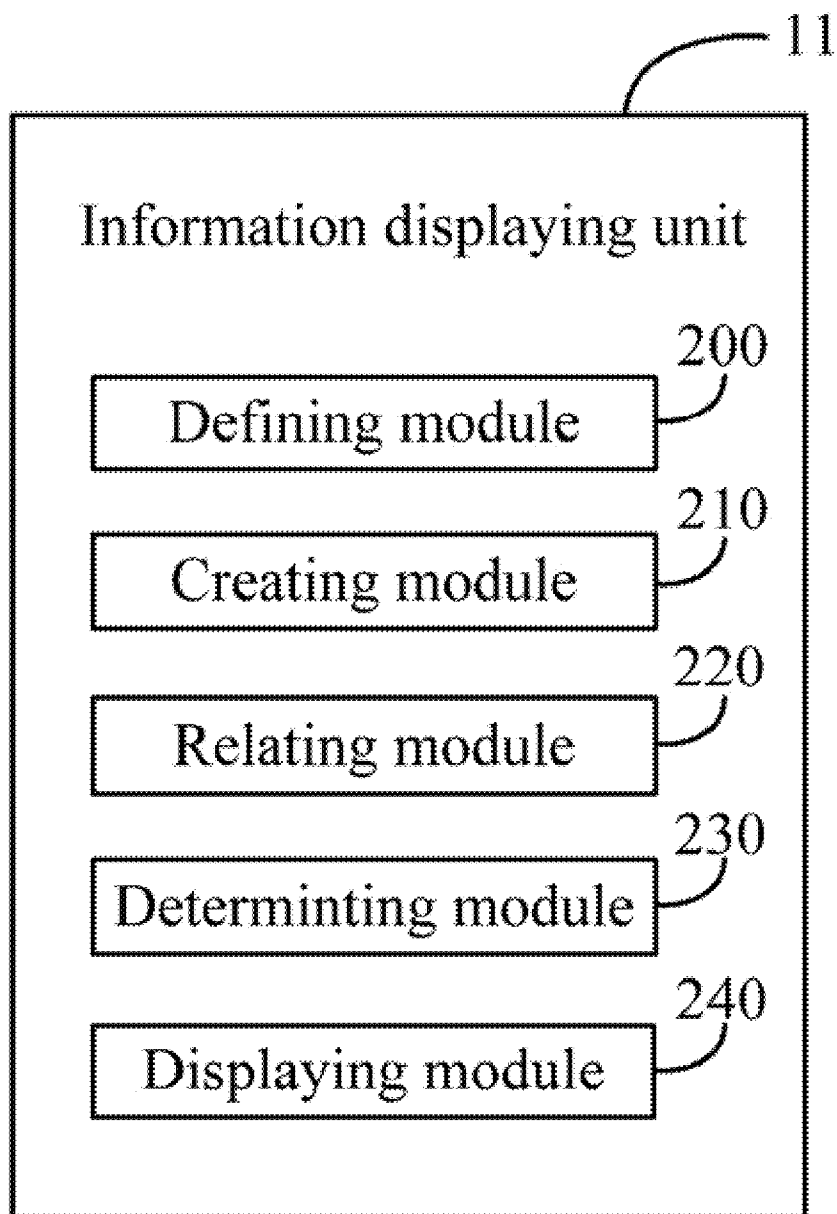 11
Information displaying unit
200
Defining module
210
Creating module
220
Relating module
230
Determinting module
240
Displaying module